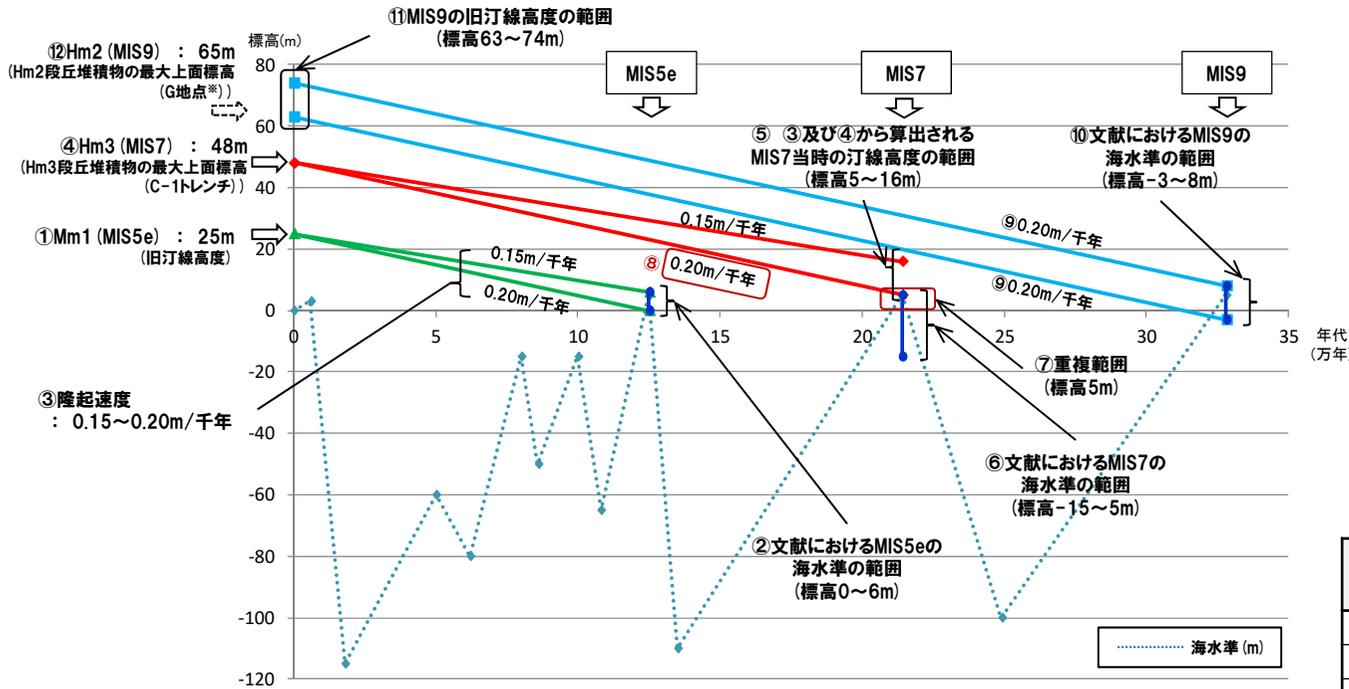 ⑪MIS9の旧汀線高度の範囲
(標高63～74m)
⑫Hm2(MIS9) ： 65m
(Hm2段丘堆積物の最大上面標高
(G地点※))
標高(m)
④Hm3(MIS7) ： 48m
(Hm3段丘堆積物の最大上面標高
(C-1トレンチ))
①Mm1(MIS5e) ： 25m
(旧汀線高度)
③隆起速度
： 0.15～0.20m/千年
MIS5e
MIS7
MIS9
⑤ ③及び④から算出される
MIS7当時の汀線高度の範囲
(標高5～16m)
⑩文献におけるMIS9の
海水準の範囲
(標高-3～8m)
0.15m/千年
⑨0.20m/千年
0.15m/千年
⑧ 0.20m/千年
0.20m/千年
⑨0.20m/千年
⑦重複範囲
(標高5m)
⑥文献におけるMIS7の
海水準の範囲
(標高-15～5m)
②文献におけるMIS5eの
海水準の範囲
(標高0～6m)
80
60
40
20
0
-20
-40
-60
-80
-100
-120
0 5 10 15 20 25 30 35
年代
(万年)
海水準(m)